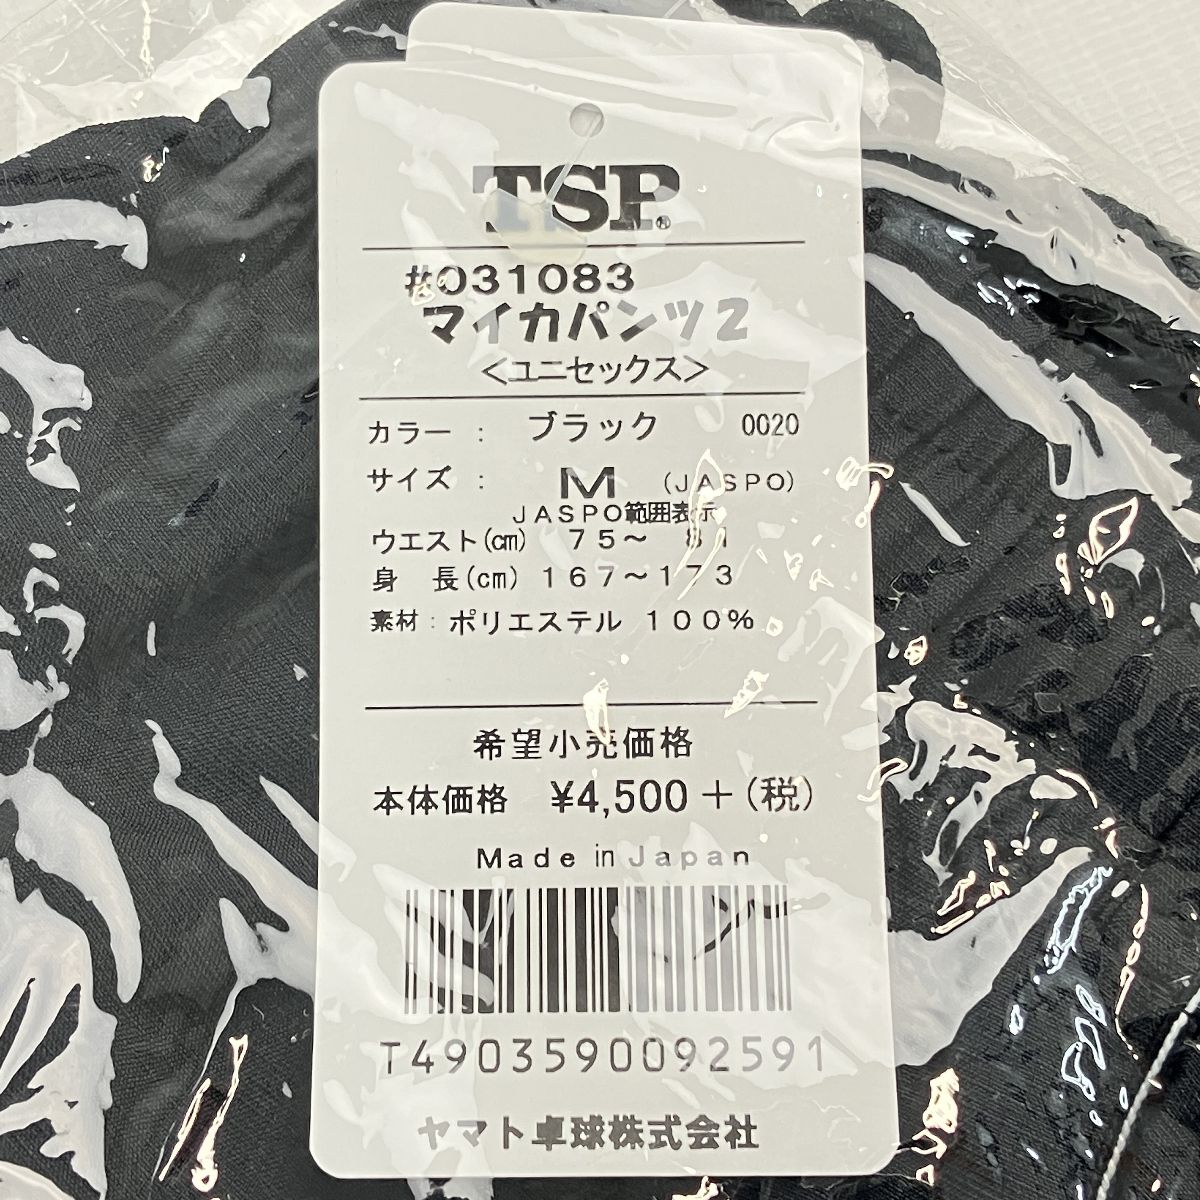 TSP®
#031083
マイカパンツ2
<ユニセックス>
カラー : ブラック 0020
サイズ : M (JASPO)
JASPO範囲表示
ウエスト(cm) 75～ 81
身 長(cm) 167～173
素材 : ポリエステル 100%
希望小売価格
本体価格 ¥4,500+(税)
Made in Japan
T4903590092591
ヤマト卓球株式会社